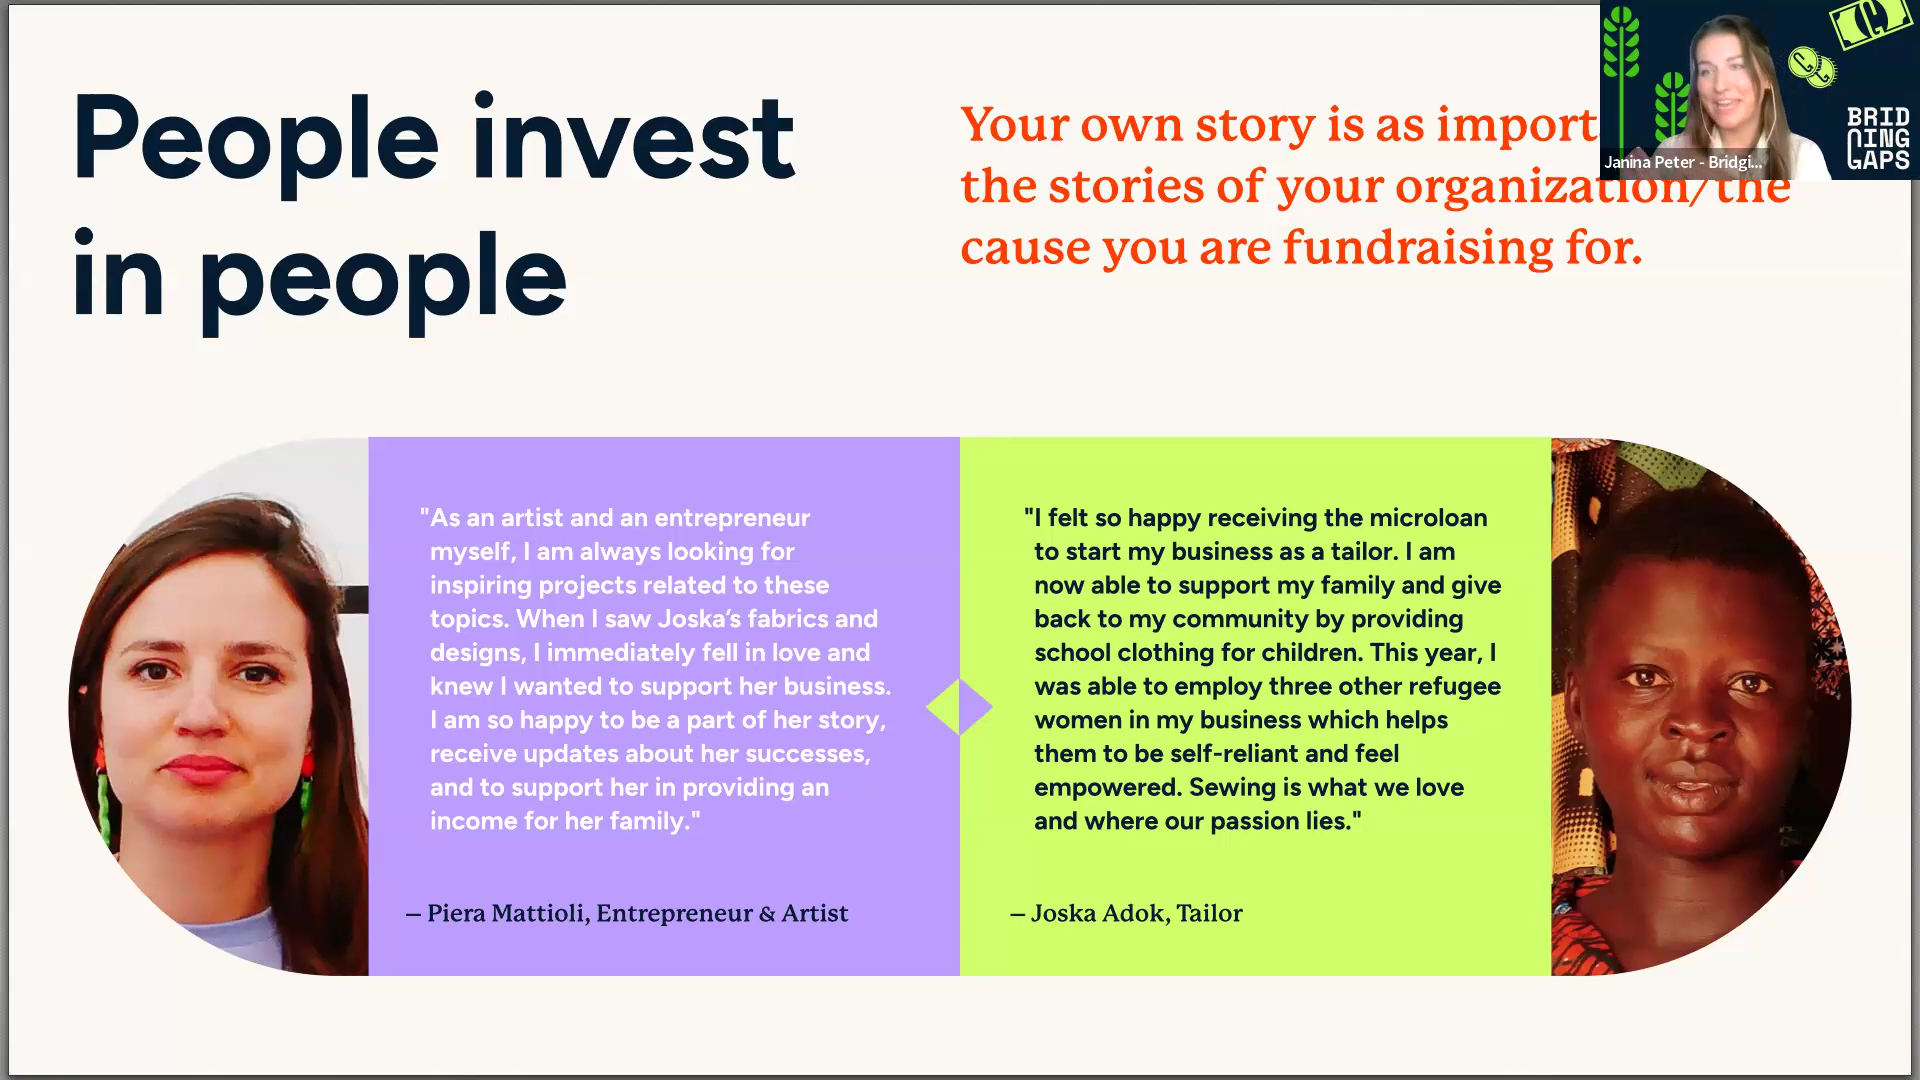 People invest
in people
Your own story is as import
the stories of your organization/the
cause you are fundraising for.
Janina Peter - Bridgi...
BRID
GING
GAPS
"As an artist and an entrepreneur
myself, I am always looking for
inspiring projects related to these
topics. When I saw Joska’s fabrics and
designs, I immediately fell in love and
knew I wanted to support her business.
I am so happy to be a part of her story,
receive updates about her successes,
and to support her in providing an
income for her family."
– Piera Mattioli, Entrepreneur & Artist
"I felt so happy receiving the microloan
to start my business as a tailor. I am
now able to support my family and give
back to my community by providing
school clothing for children. This year, I
was able to employ three other refugee
women in my business which helps
them to be self-reliant and feel
empowered. Sewing is what we love
and where our passion lies."
– Joska Adok, Tailor